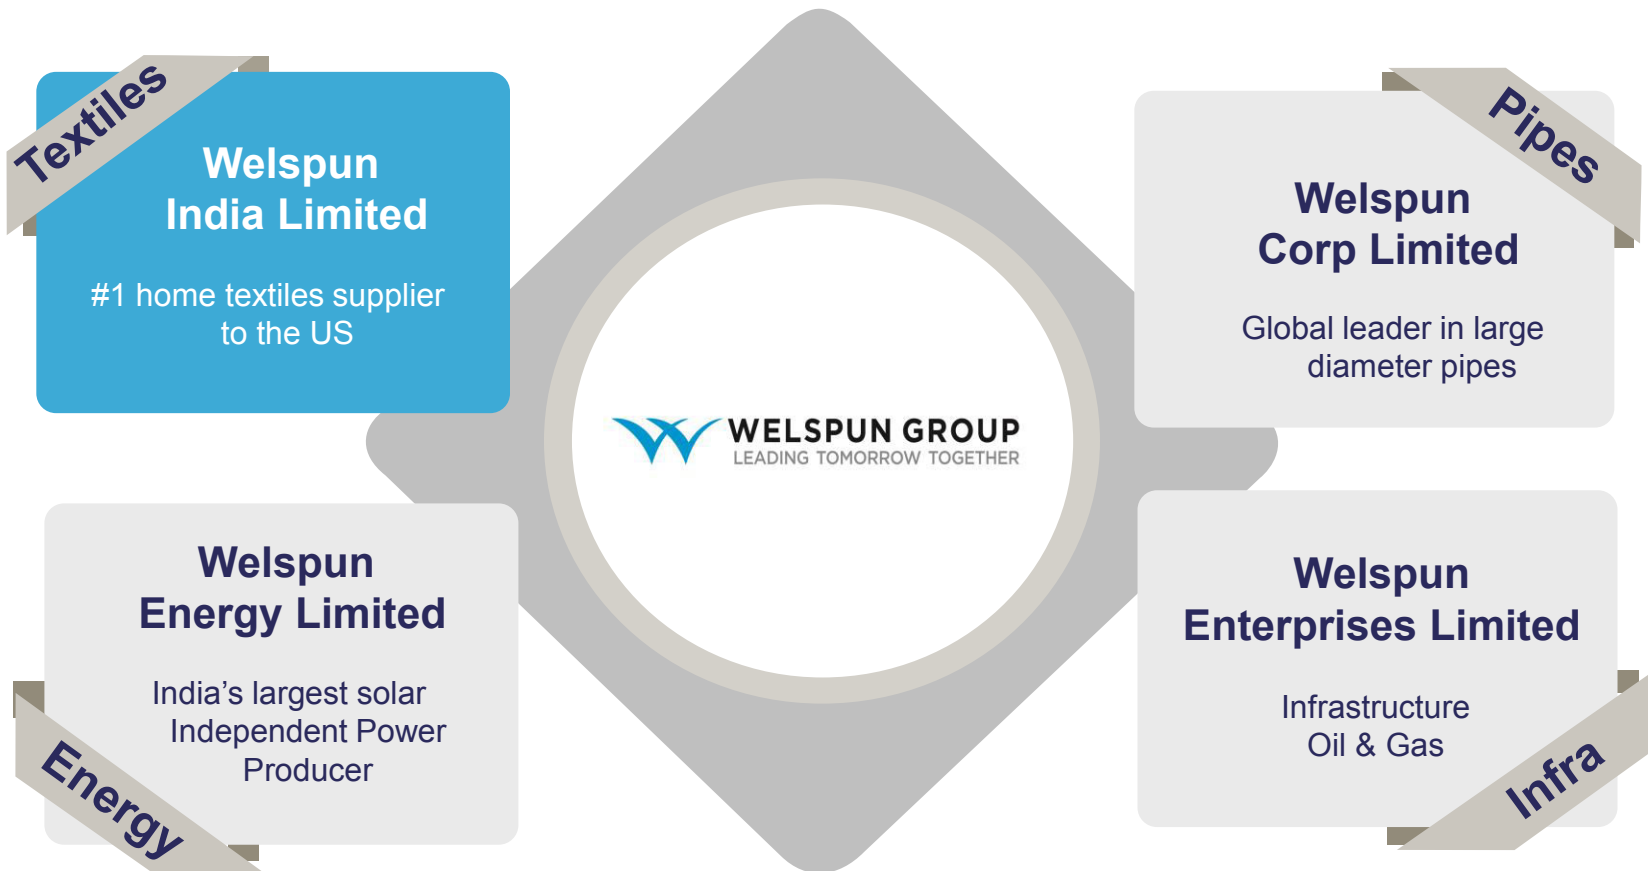 Textiles
Welspun
India Limited
#1 home textiles supplier
to the US
Pipes
Welspun
Corp Limited
Global leader in large
diameter pipes
WELSPUN GROUP
LEADING TOMORROW TOGETHER
Welspun
Energy Limited
India’s largest solar
Independent Power
Producer
Energy
Welspun
Enterprises Limited
Infrastructure
Oil & Gas
Infra